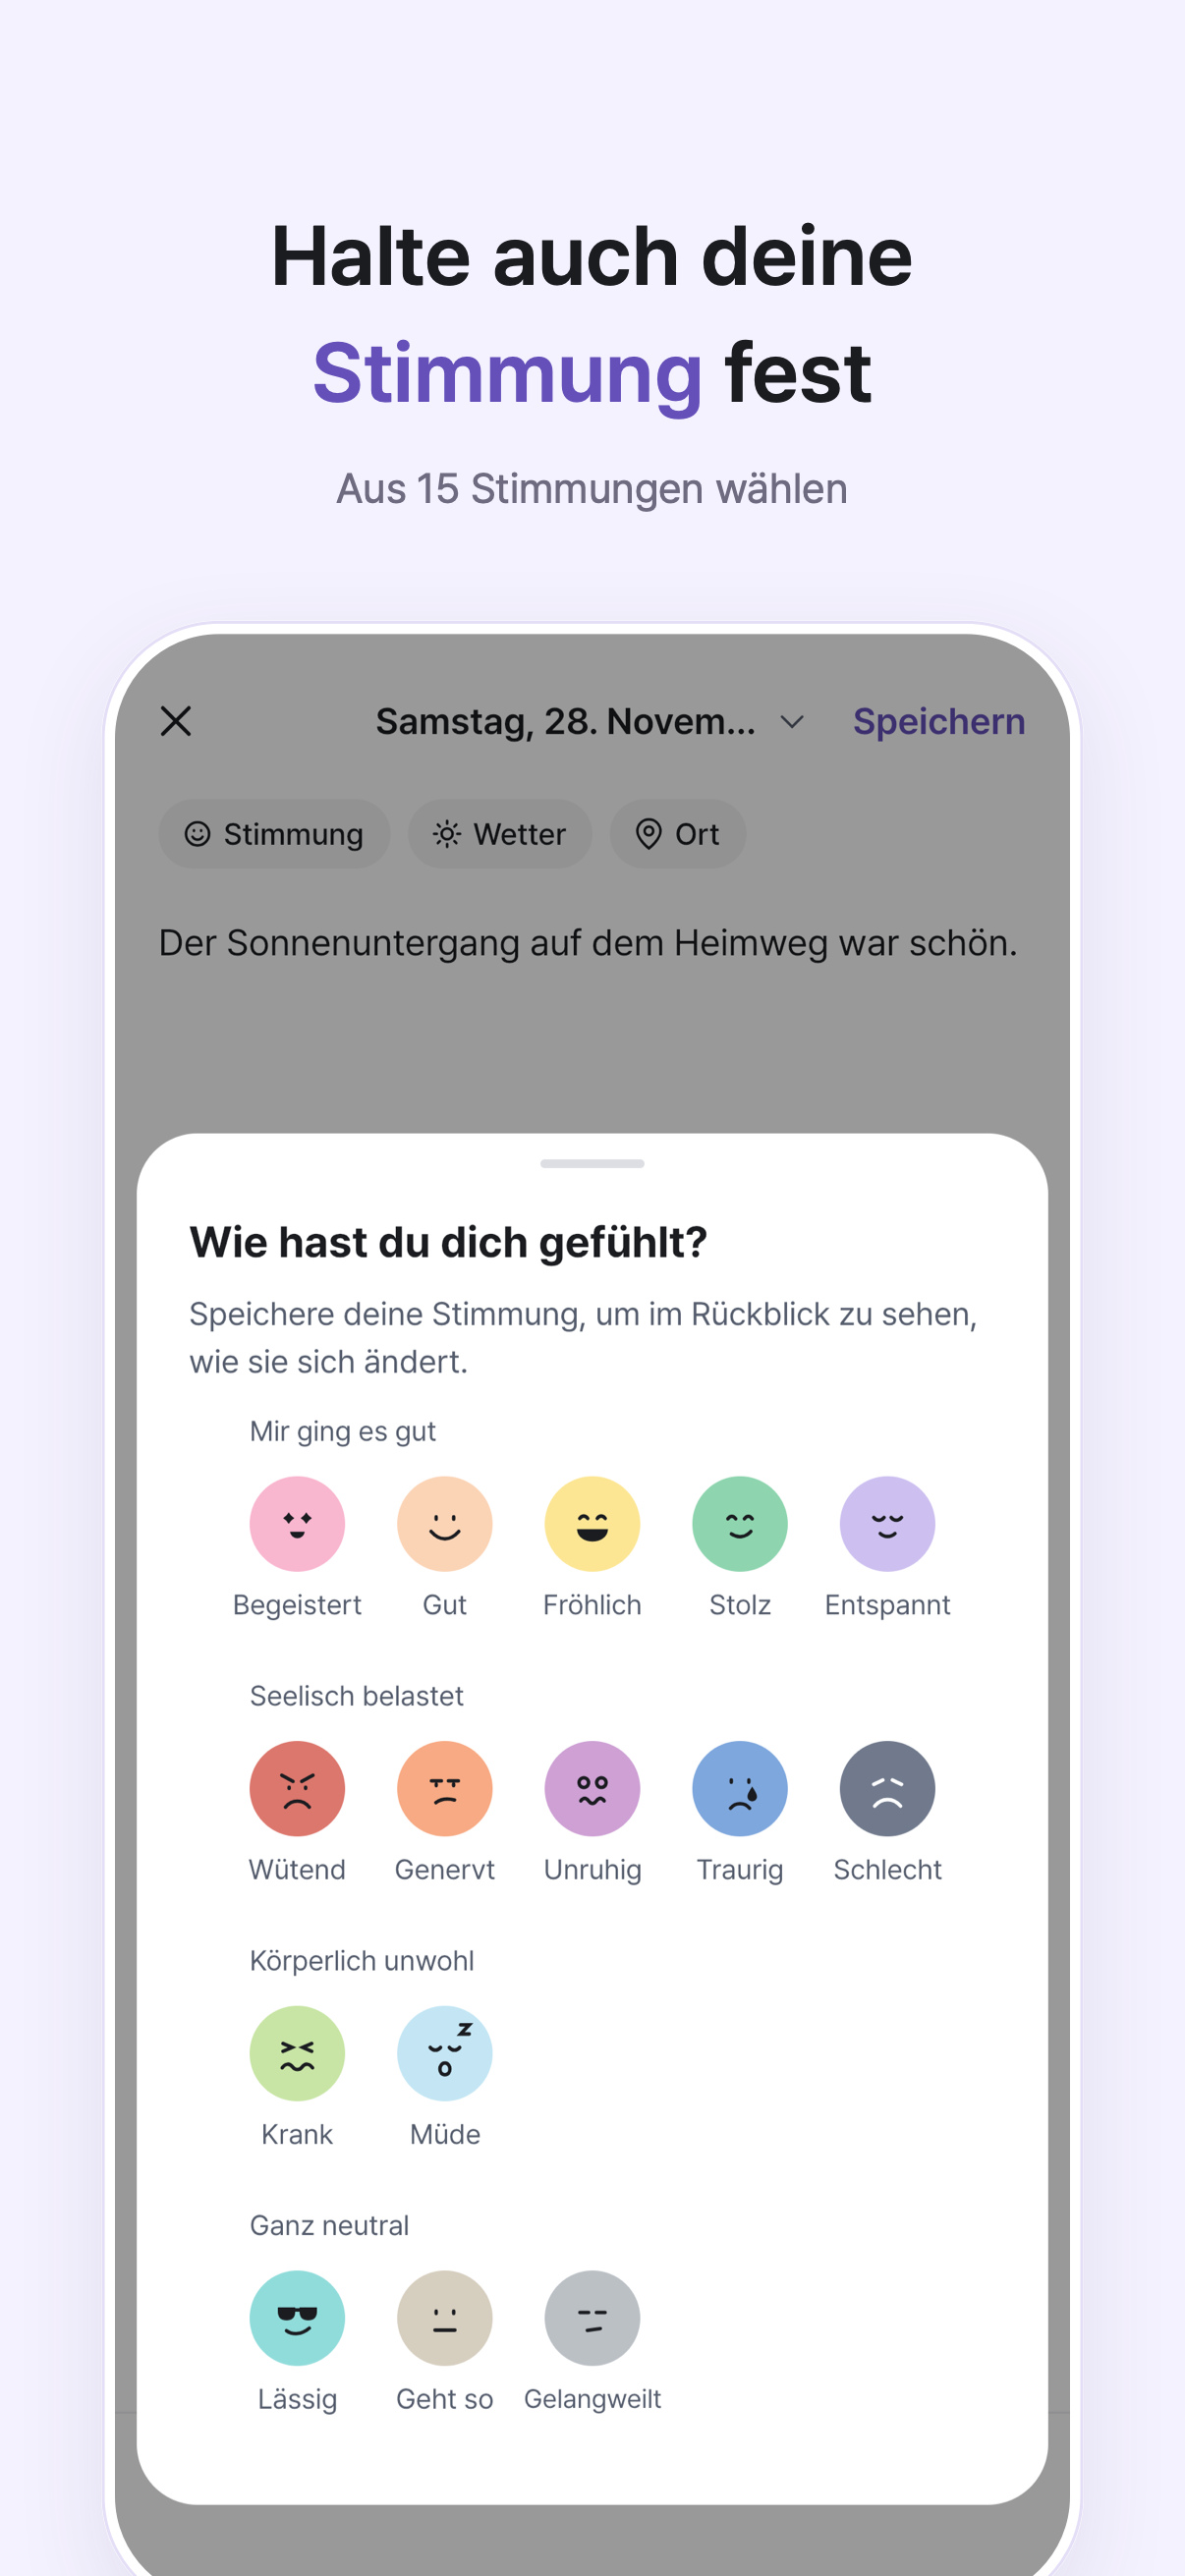 Halte auch deine
Stimmung fest
Aus 15 Stimmungen wählen
Samstag, 28. Novem... Speichern
Stimmung Wetter Ort
Der Sonnenuntergang auf dem Heimweg war schön.
Wie hast du dich gefühlt?
Speichere deine Stimmung, um im Rückblick zu sehen,
wie sie sich ändert.
Mir ging es gut
Begeistert Gut Fröhlich Stolz Entspannt
Seelisch belastet
Wütend Genervt Unruhig Traurig Schlecht
Körperlich unwohl
z
Krank Müde
Ganz neutral
Lässig Geht so Gelangweilt